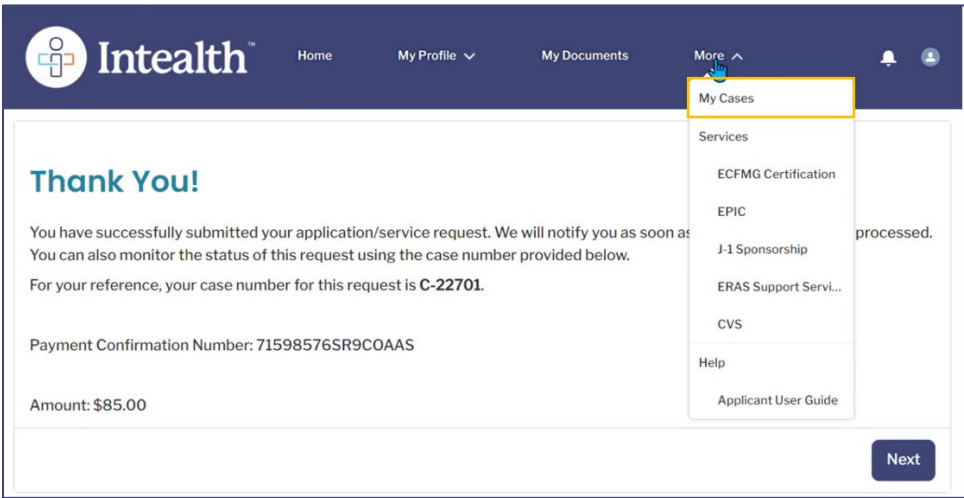 Intealth™
Home
My Profile
My Documents
More
My Cases
Services
ECFMG Certification
EPIC
J-1 Sponsorship
ERAS Support Servi...
CVS
Help
Applicant User Guide
Thank You!
You have successfully submitted your application/service request. We will notify you as soon as processed.
You can also monitor the status of this request using the case number provided below.
For your reference, your case number for this request is C-22701.
Payment Confirmation Number: 71598576SR9COAAS
Amount: $85.00
Next